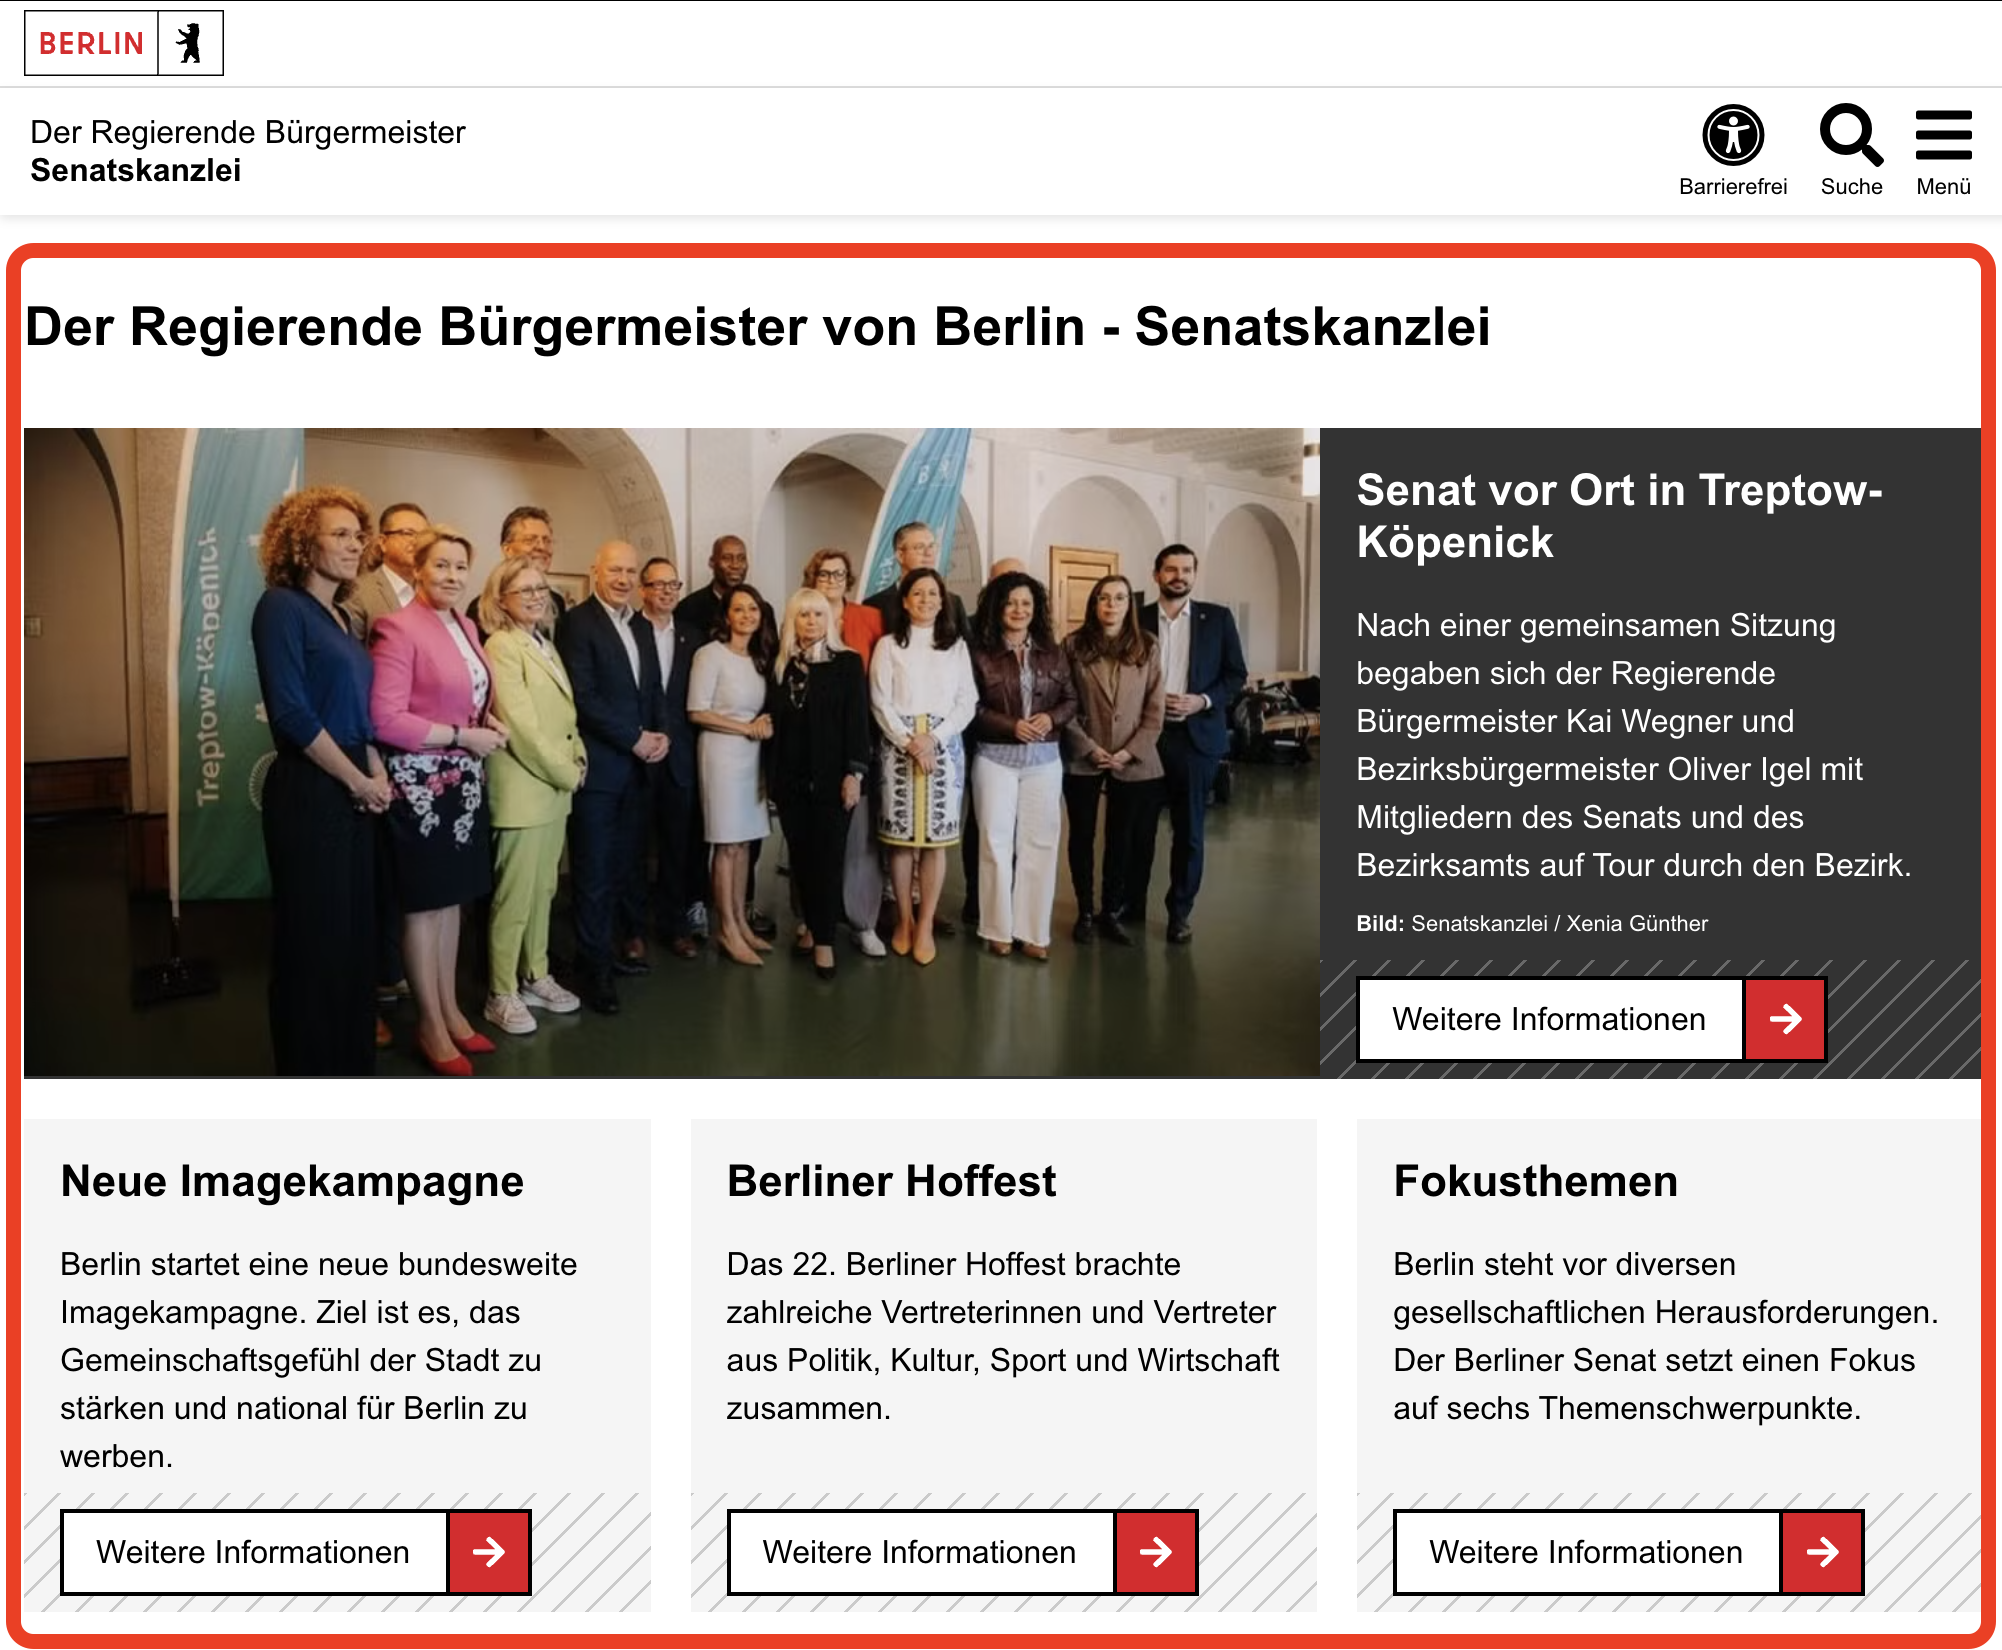 BERLIN
Der Regierende Bürgermeister
Senatskanzlei
Barrierefrei
Suche
Menü
Der Regierende Bürgermeister von Berlin - Senatskanzlei
Treptow-Köpenick
Senat vor Ort in Treptow-
Köpenick
Nach einer gemeinsamen Sitzung
begaben sich der Regierende
Bürgermeister Kai Wegner und
Bezirksbürgermeister Oliver Igel mit
Mitgliedern des Senats und des
Bezirksamts auf Tour durch den Bezirk.
Bild: Senatskanzlei / Xenia Günther
Weitere Informationen
Neue Imagekampagne
Berlin startet eine neue bundesweite
Imagekampagne. Ziel ist es, das
Gemeinschaftsgefühl der Stadt zu
stärken und national für Berlin zu
werben.
Weitere Informationen
Berliner Hoffest
Das 22. Berliner Hoffest brachte
zahlreiche Vertreterinnen und Vertreter
aus Politik, Kultur, Sport und Wirtschaft
zusammen.
Weitere Informationen
Fokusthemen
Berlin steht vor diversen
gesellschaftlichen Herausforderungen.
Der Berliner Senat setzt einen Fokus
auf sechs Themenschwerpunkte.
Weitere Informationen